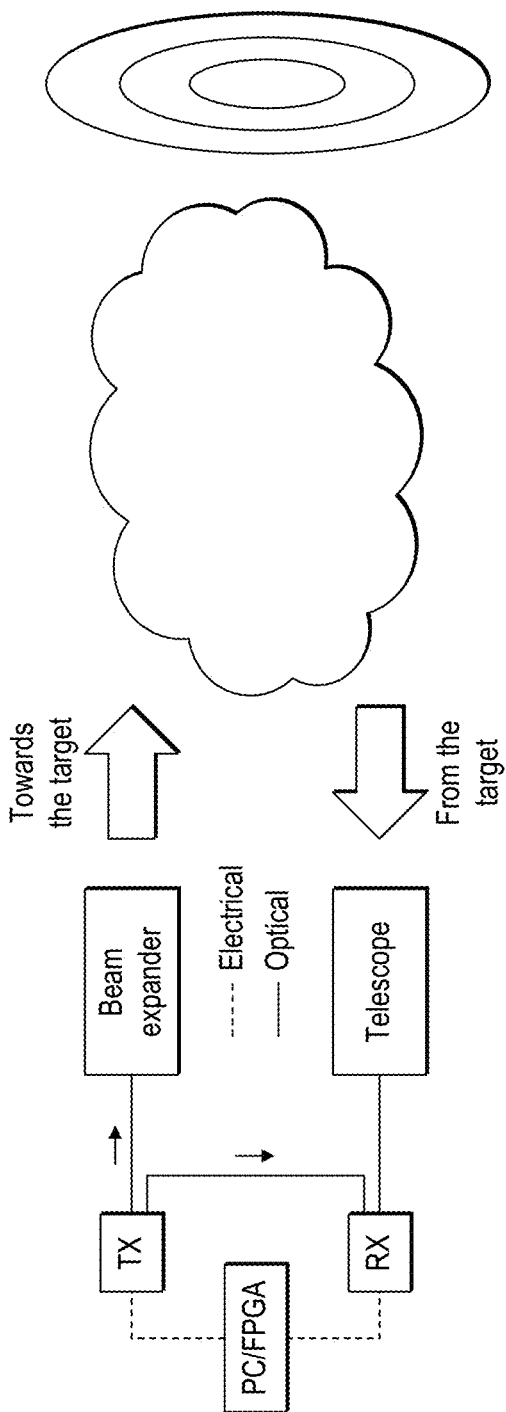 PC/FPGA
TX
RX
Beam
expander
Telescope
Electrical
Optical
Towards
the target
From the
target